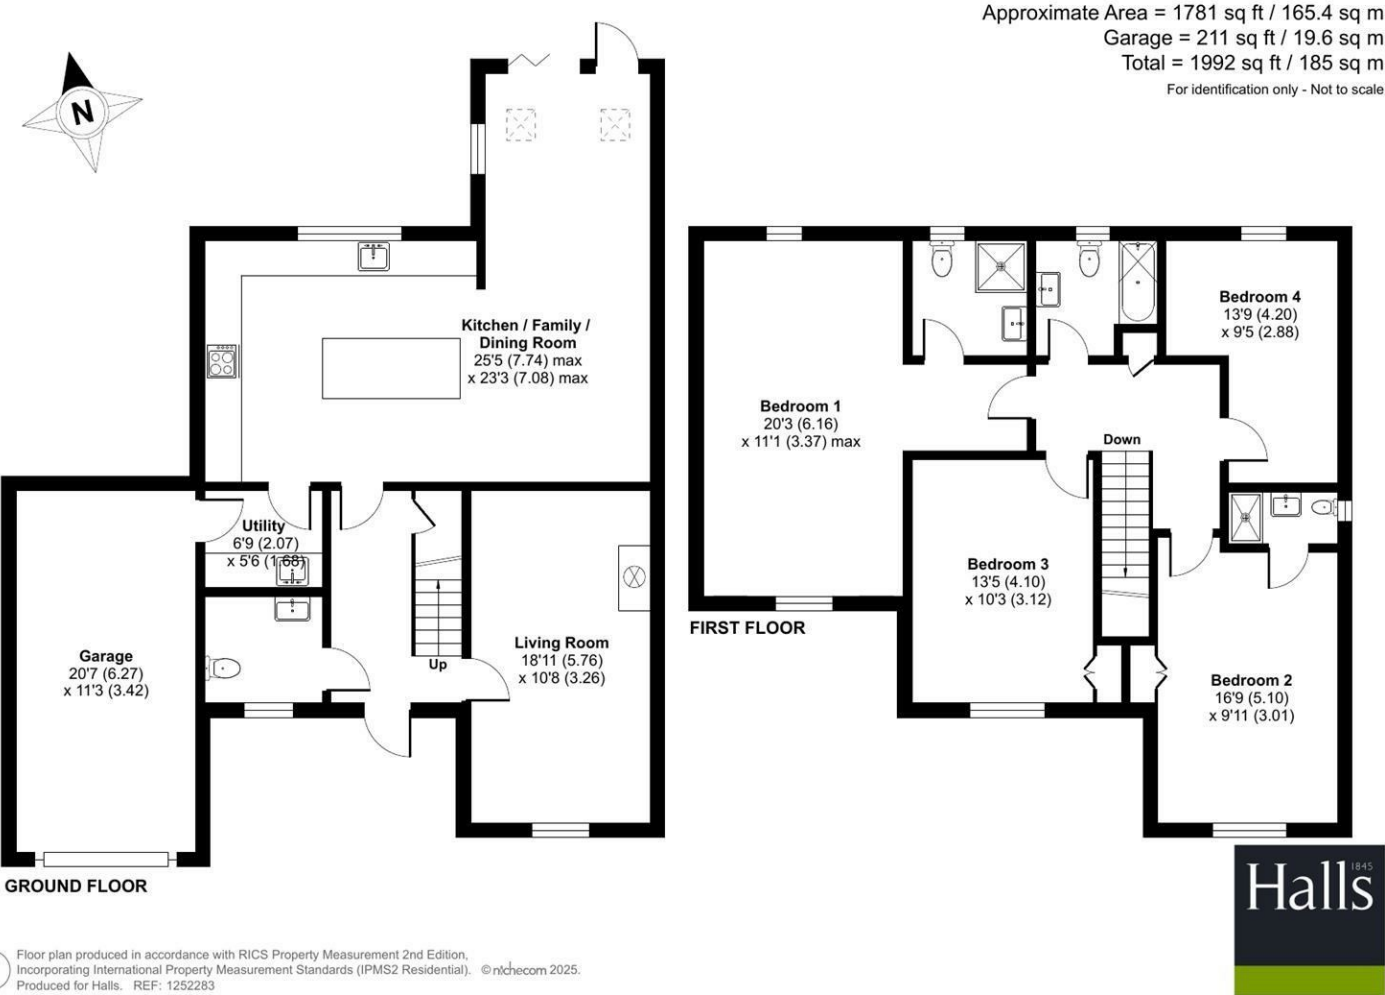 Approximate Area = 1781 sq ft / 165.4 sq m
Garage = 211 sq ft / 19.6 sq m
Total = 1992 sq ft / 185 sq m
For identification only - Not to scale
N
Kitchen / Family /
Dining Room
25'5 (7.74) max
x 23'3 (7.08) max
Utility
6'9 (2.07)
x 5'6 (1.68)
Garage
20'7 (6.27)
x 11'3 (3.42)
Up
Living Room
18'11 (5.76)
x 10'8 (3.26)
GROUND FLOOR
Bedroom 4
13'9 (4.20)
x 9'5 (2.88)
Bedroom 1
20'3 (6.16)
x 11'1 (3.37) max
Down
Bedroom 3
13'5 (4.10)
x 10'3 (3.12)
Bedroom 2
16'9 (5.10)
x 9'11 (3.01)
FIRST FLOOR
Halls
1845
Floor plan produced in accordance with RICS Property Measurement 2nd Edition,
Incorporating International Property Measurement Standards (IPMS2 Residential). © nichecom 2025.
Produced for Halls. REF: 1252283